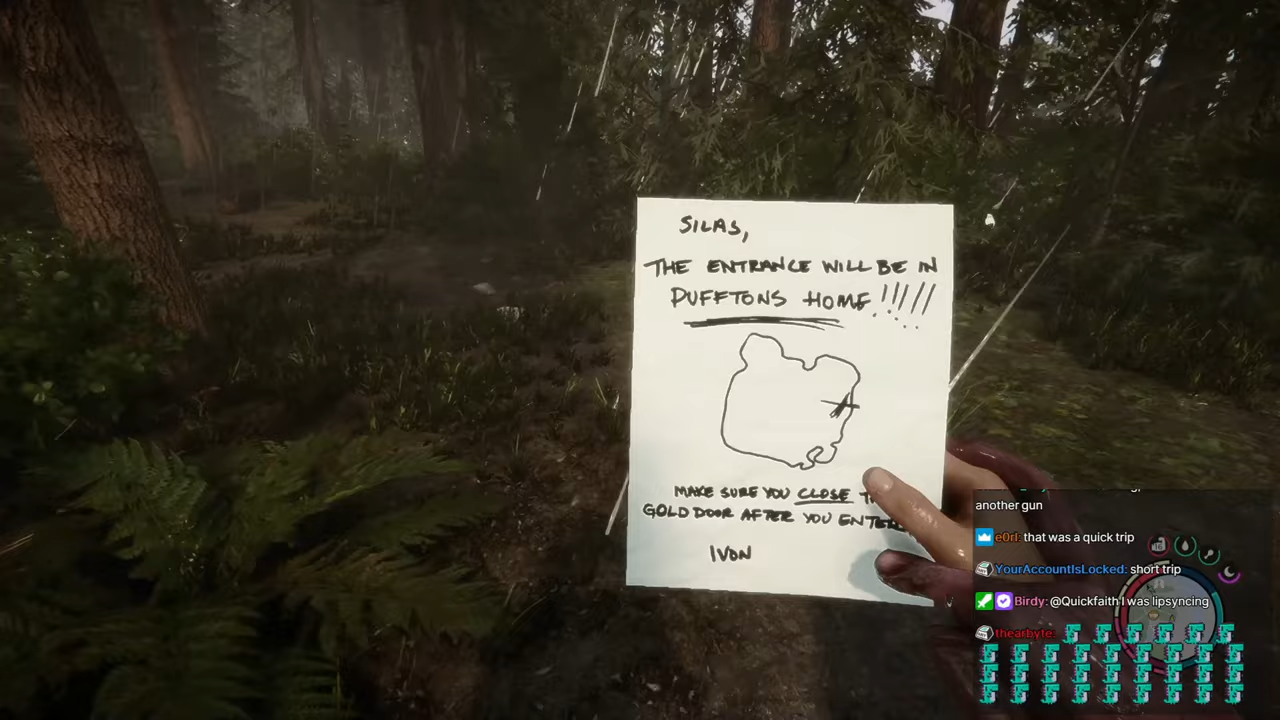 SILAS,
THE ENTRANCE WILL BE IN
PUFFTONS HOME!!!!!
MAKE SURE YOU CLOSE
GOLD DOOR AFTER YOU ENTER
IVON
another gun
e0rl: that was a quick trip
YourAccountIsLocked: short trip
Birdy: @Quickfaith I was lipsyncing
thearbyte: